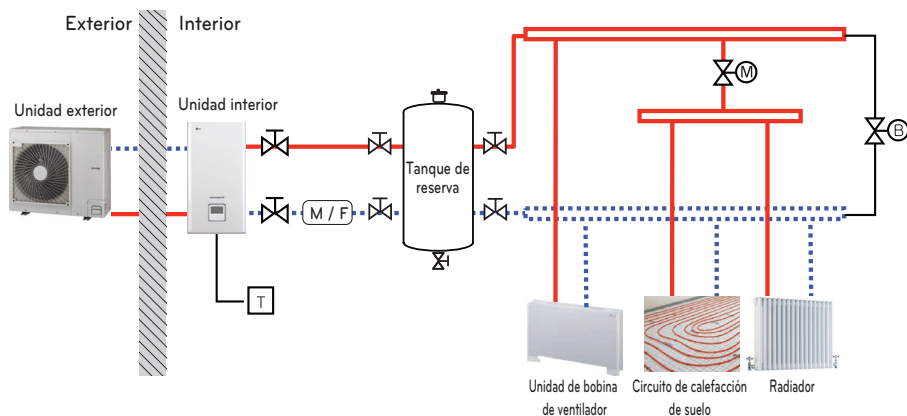 Exterior
Interior
Unidad exterior
Unidad interior
M
B
Tanque de
reserva
M / F
T
Unidad de bobina
de ventilador
Circuito de calefacción
de suelo
Radiador